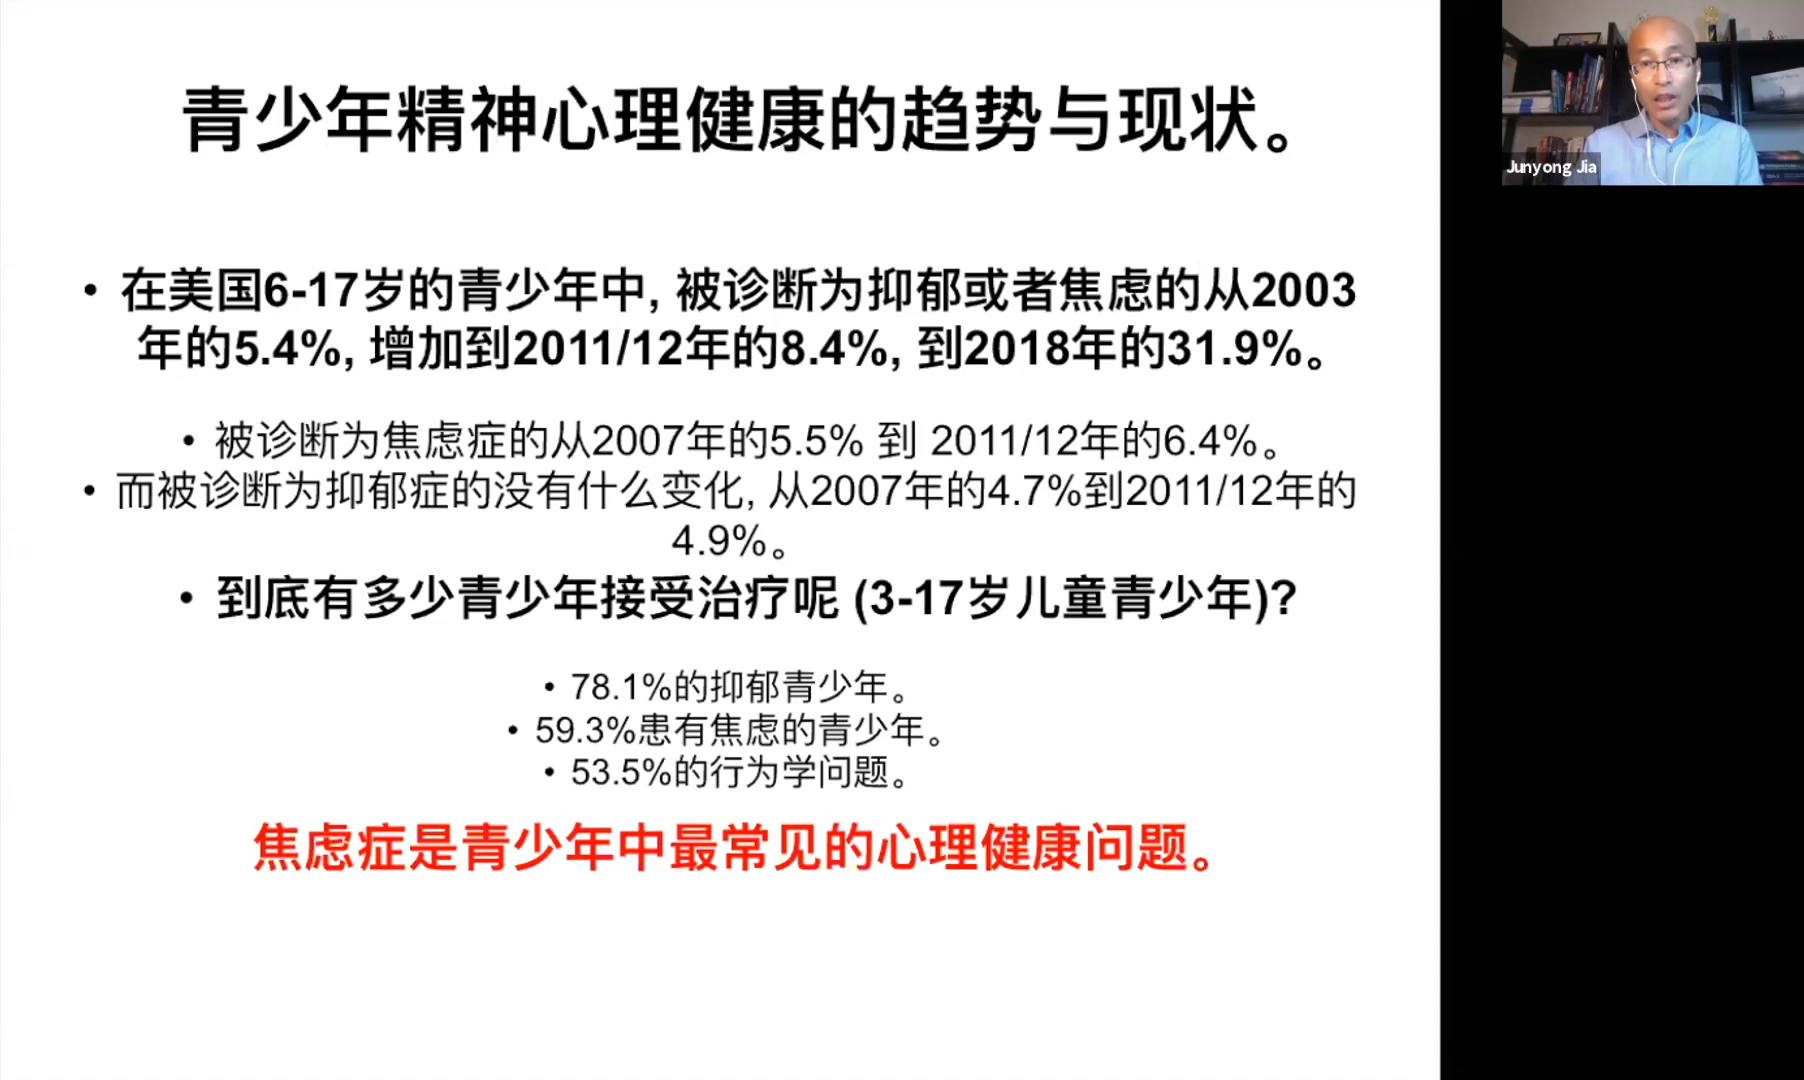 青少年精神心理健康的趋势与现状。
• 在美国6-17岁的青少年中, 被诊断为抑郁或者焦虑的从2003
年的5.4%, 增加到2011/12年的8.4%, 到2018年的31.9%。
• 被诊断为焦虑症的从2007年的5.5% 到 2011/12年的6.4%。
• 而被诊断为抑郁症的没有什么变化, 从2007年的4.7%到2011/12年的
4.9%。
• 到底有多少青少年接受治疗呢 (3-17岁儿童青少年)?
• 78.1%的抑郁青少年。
• 59.3%患有焦虑的青少年。
• 53.5%的行为学问题。
焦虑症是青少年中最常见的心理健康问题。
Junyong Jia